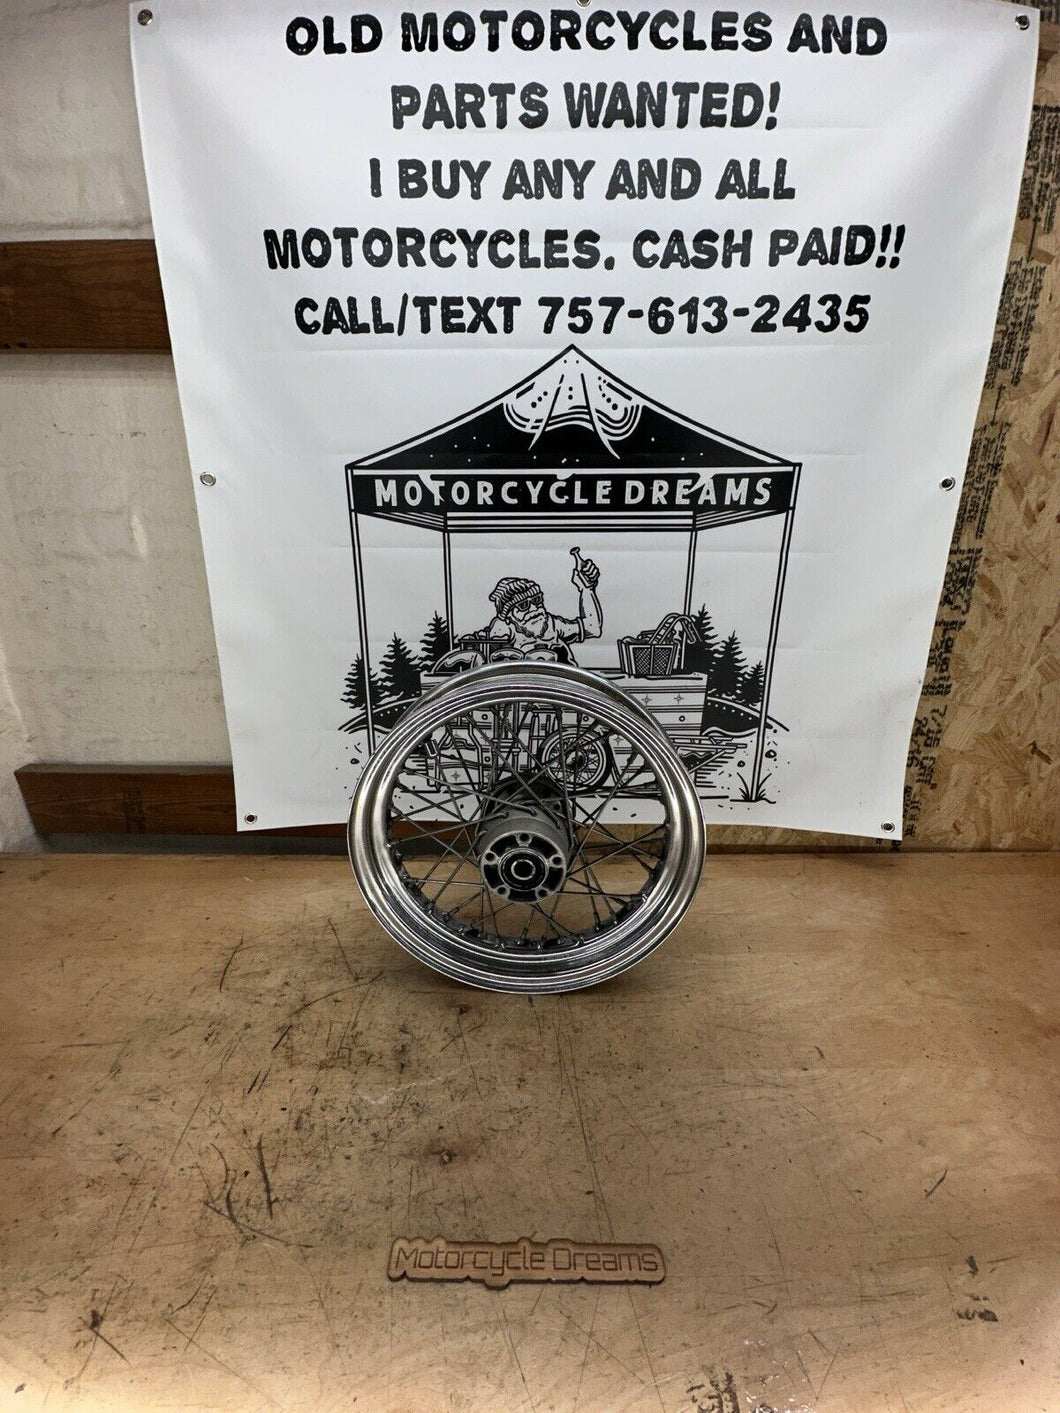 OLD MOTORCYCLES AND
PARTS WANTED!
I BUY ANY AND ALL
MOTORCYCLES. CASH PAID!!
CALL/TEXT 757-613-2435
MOTORCYCLE DREAMS
Motorcycle Dreams